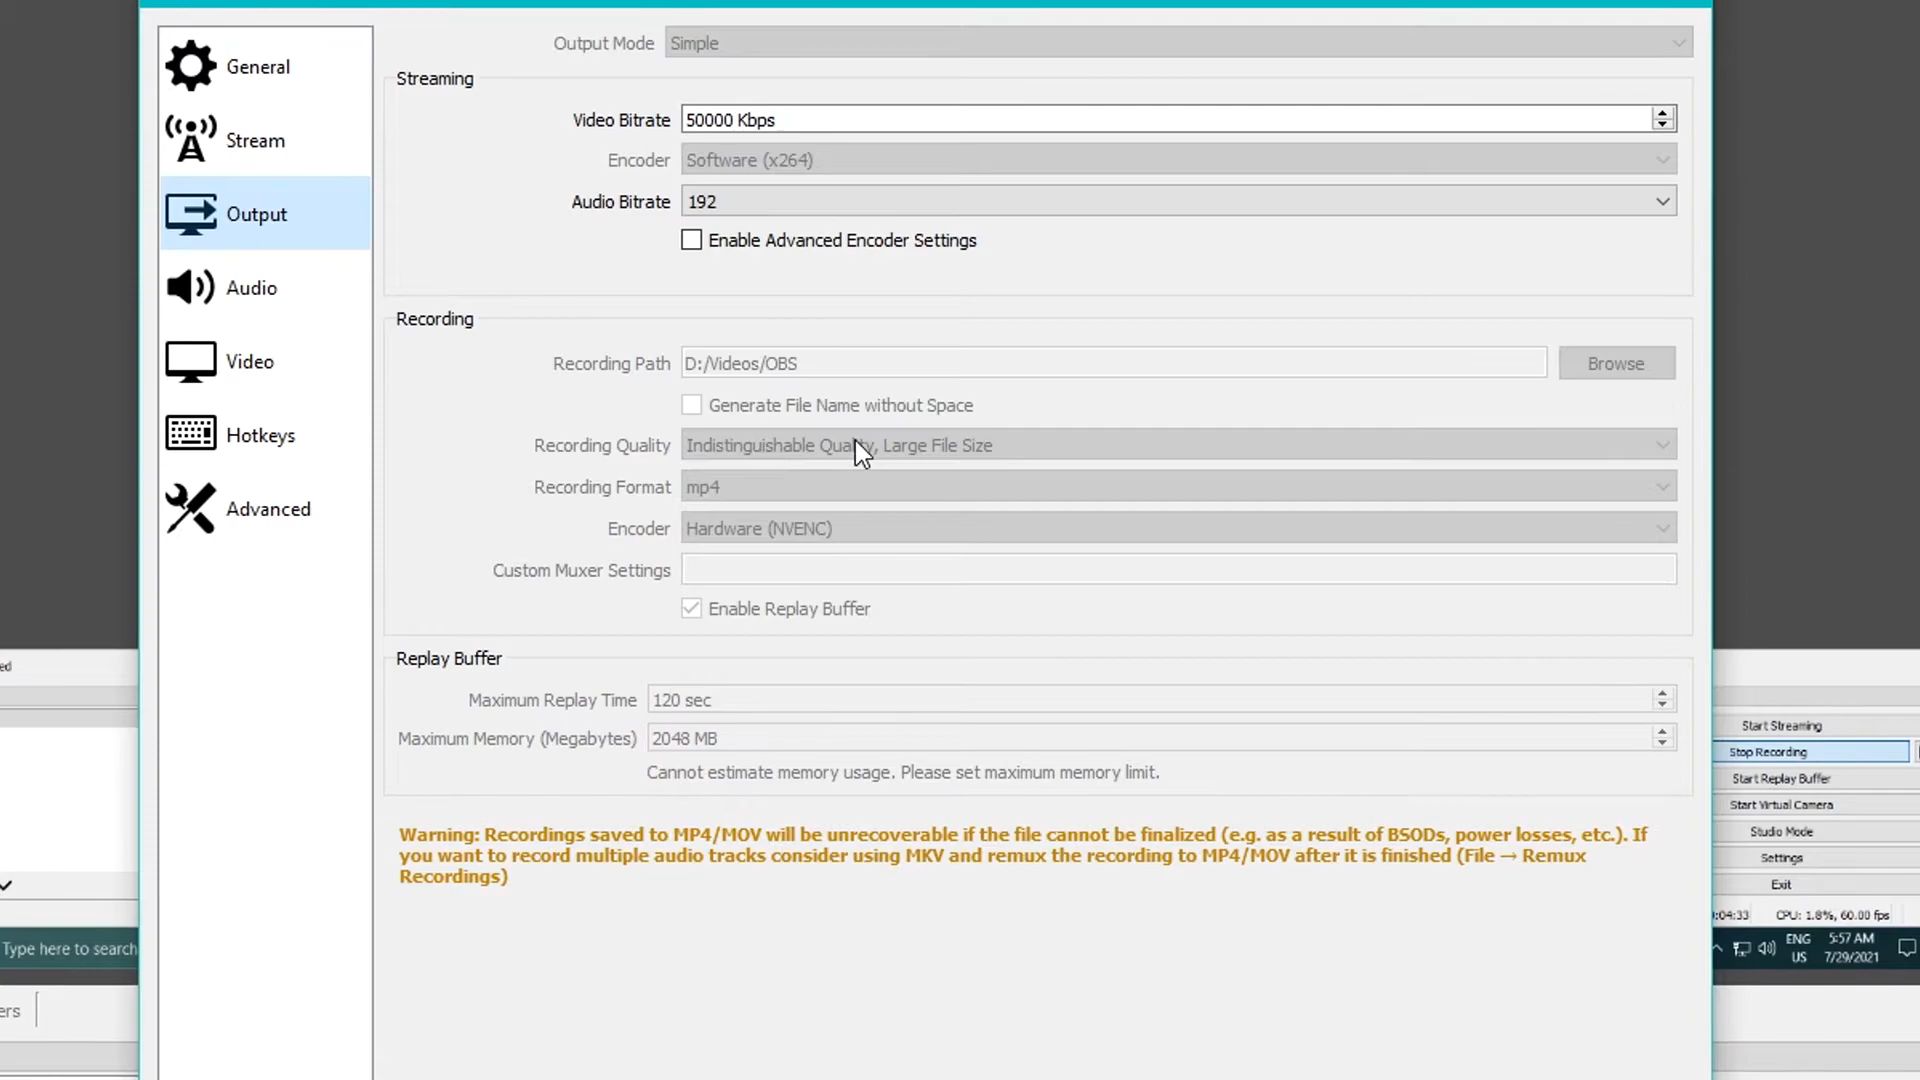 General
Stream
Output
Audio
Video
Hotkeys
Advanced
Output Mode Simple
Streaming
Video Bitrate 50000 Kbps
Encoder Software (x264)
Audio Bitrate 192
Enable Advanced Encoder Settings
Recording
Recording Path D:/Videos/OBS Browse
Generate File Name without Space
Recording Quality Indistinguishable Quality, Large File Size
Recording Format mp4
Encoder Hardware (NVENC)
Custom Muxer Settings
Enable Replay Buffer
Replay Buffer
Maximum Replay Time 120 sec
Maximum Memory (Megabytes) 2048 MB
Cannot estimate memory usage. Please set maximum memory limit.
Warning: Recordings saved to MP4/MOV will be unrecoverable if the file cannot be finalized (e.g. as a result of BSODs, power losses, etc.). If
you want to record multiple audio tracks consider using MKV and remux the recording to MP4/MOV after it is finished (File → Remux
Recordings)
Start Streaming
Stop Recording
Start Replay Buffer
Start Virtual Camera
Studio Mode
Settings
Exit
:04:33 CPU: 1.8%, 60.00 fps
Type here to search
ENG
US
5:57 AM
7/29/2021